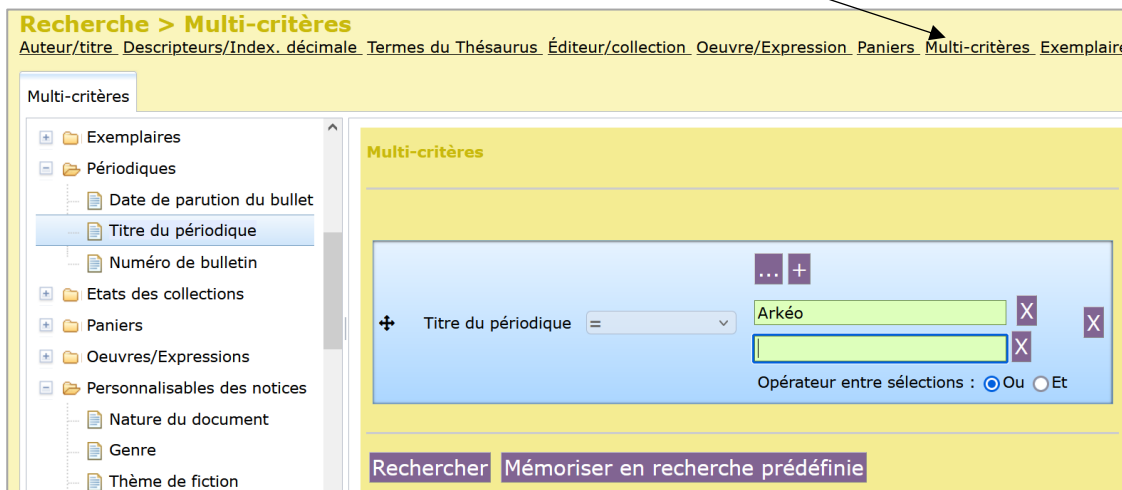 Recherche > Multi-critères
Auteur/titre Descripteurs/Index. décimale Termes du Thésaurus Éditeur/collection Oeuvre/Expression Paniers Multi-critères Exemplaire
Multi-critères
Exemplaires
Périodiques
Date de parution du bullet
Titre du périodique
Numéro de bulletin
Etats des collections
Paniers
Oeuvres/Expressions
Personnalisables des notices
Nature du document
Genre
Thème de fiction
Multi-critères
... +
Titre du périodique = Arkéo X X
X
Opérateur entre sélections : Ou Et
Rechercher Mémoriser en recherche prédéfinie